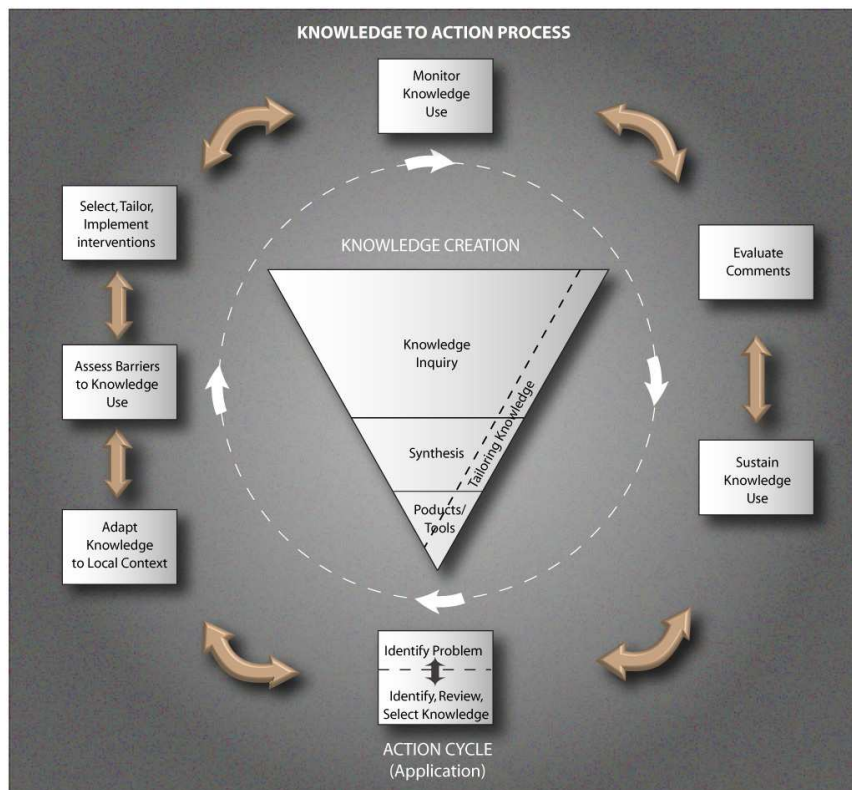 KNOWLEDGE TO ACTION PROCESS
Monitor
Knowledge
Use
Select, Tailor,
Implement
interventions
Evaluate
Comments
KNOWLEDGE CREATION
Knowledge
Inquiry
Assess Barriers
to Knowledge
Use
Tailoring Knowledge
Synthesis
Sustain
Knowledge
Use
Poducts/
Tools
Adapt
Knowledge
to Local Context
Identify Problem
Identify, Review,
Select Knowledge
ACTION CYCLE
(Application)